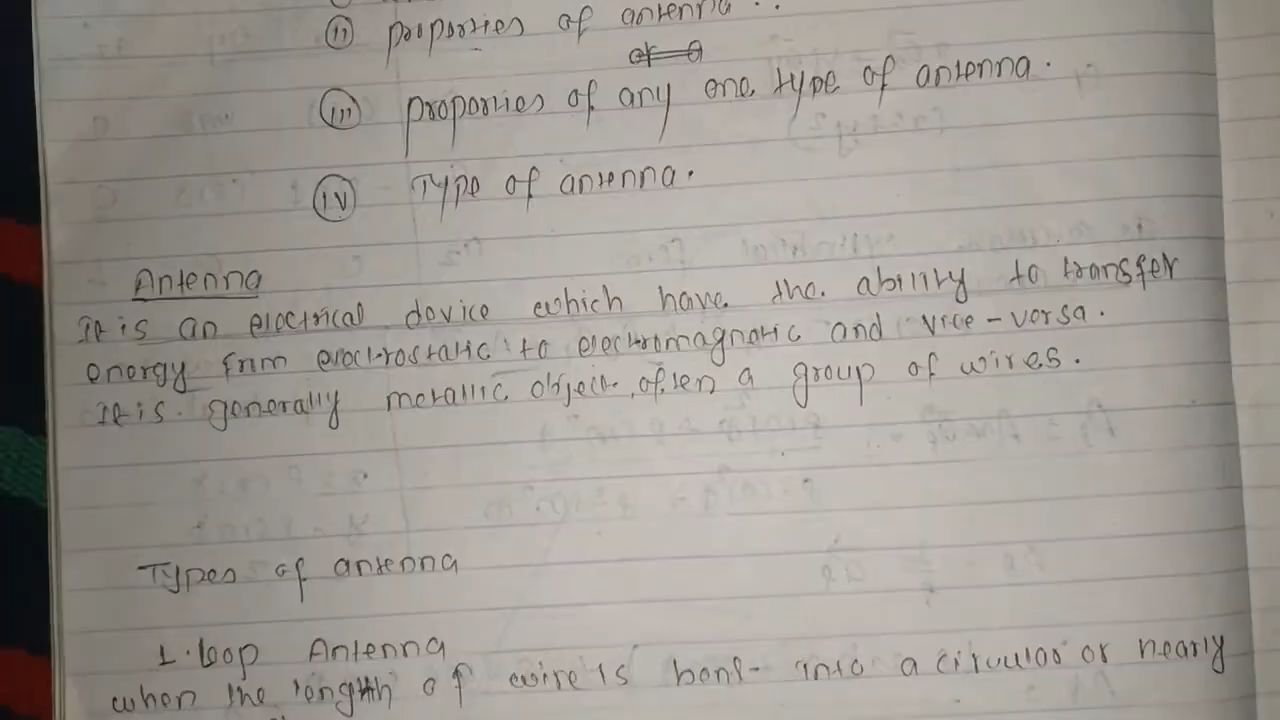 (ii) properties of antenna.
(iii) properties of any one type of antenna.
(iv) Type of antenna.
Antenna
It is an electrical device which have the ability to transfer
energy from electrostatic to electromagnetic and vice-versa.
It is generally metallic object, often a group of wires.
Types of antenna
1. loop Antenna
when the length of wire is bent into a circular or nearly